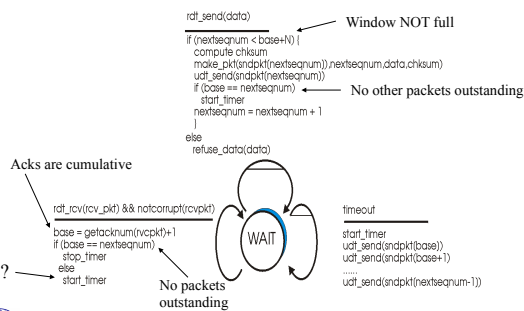 rdt_send(data)
Window NOT full
if (nextseqnum < base+N) {
compute chksum
make_pkt(sndpkt(nextseqnum)),nextseqnum,data,chksum)
udt_send(sndpkt(nextseqnum))
if (base == nextseqnum)
No other packets outstanding
start_timer
nextseqnum = nextseqnum + 1
}
else
refuse_data(data)
Acks are cumulative
rdt_rcv(rcv_pkt) && notcorrupt(rcvpkt)
base = getacknum(rvcpkt)+1
if (base == nextseqnum)
stop_timer
else
start_timer
?
No packets
outstanding
WAIT
timeout
start_timer
udt_send(sndpkt(base))
udt_send(sndpkt(base+1)
......
udt_send(sndpkt(nextseqnum-1))